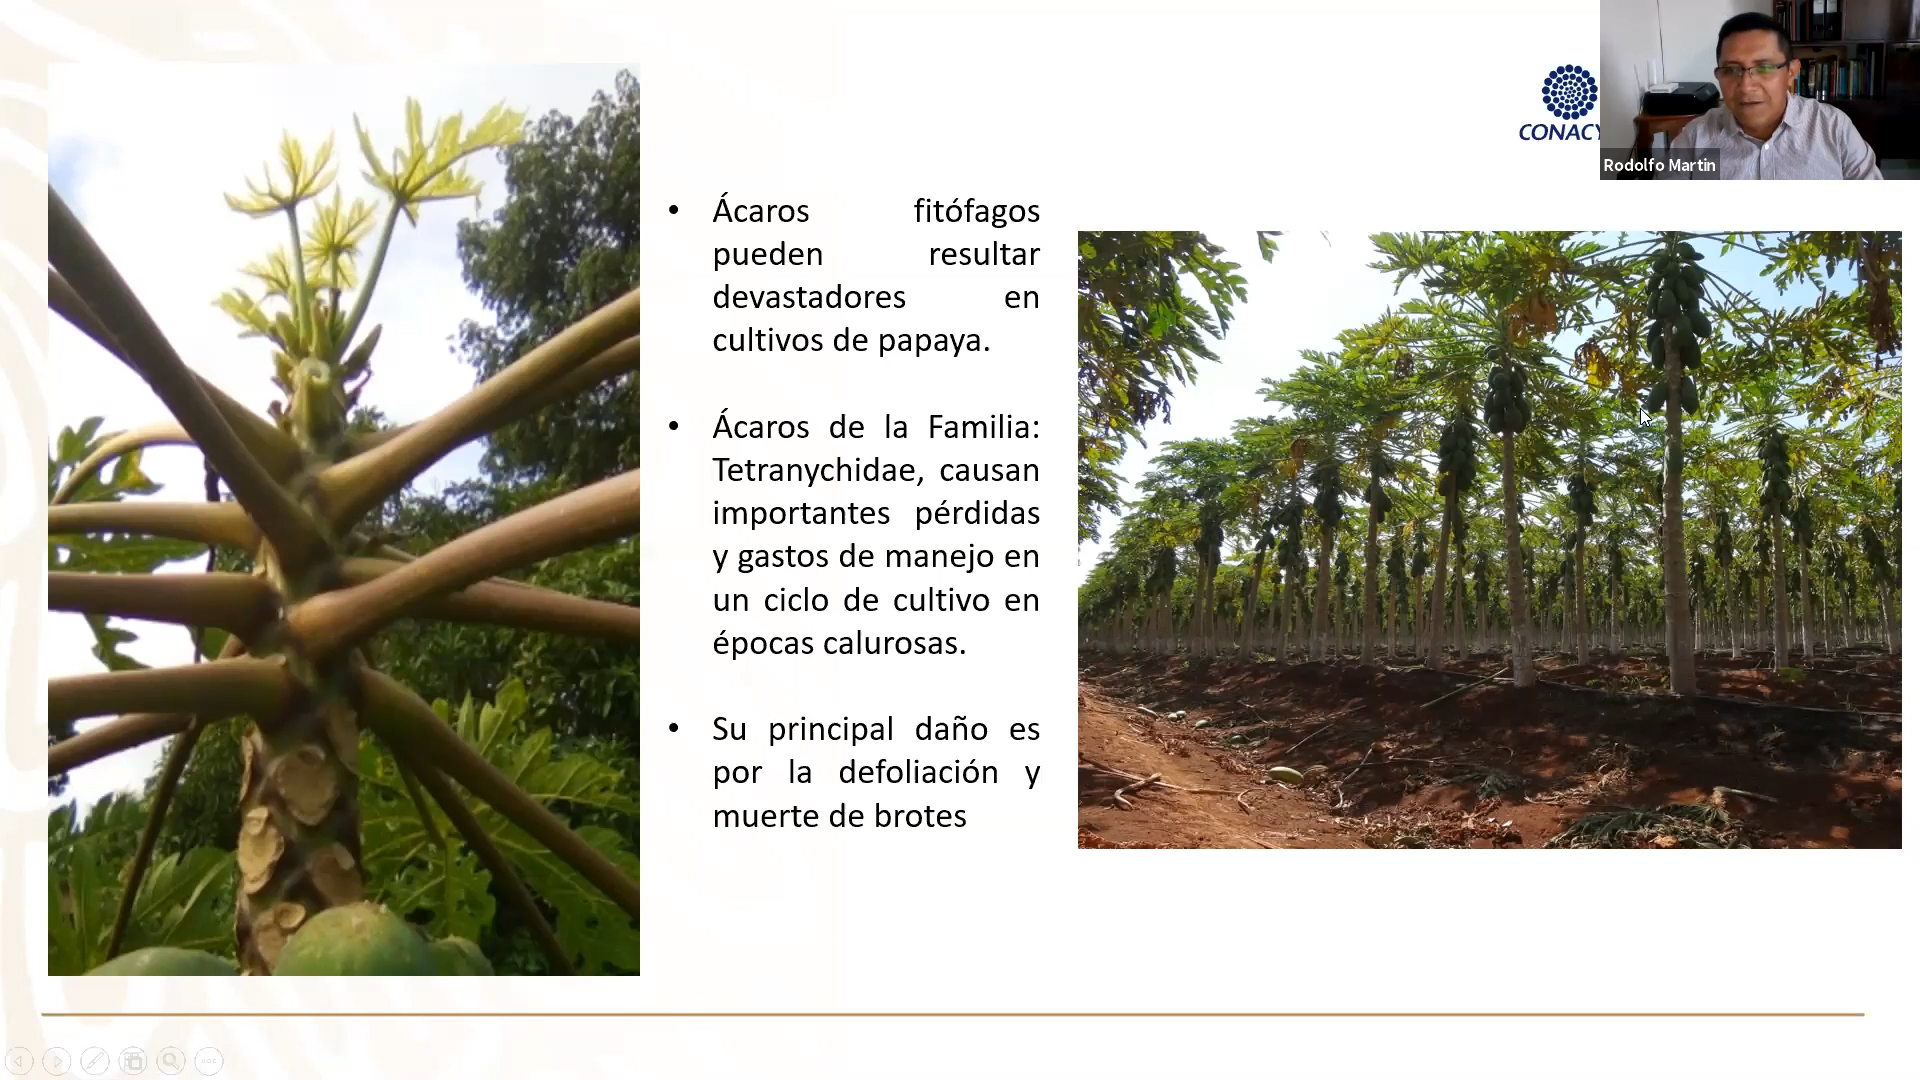 CONACY
Rodolfo Martin
• Ácaros fitófagos
pueden resultar
devastadores en
cultivos de papaya.
• Ácaros de la Familia:
Tetranychidae, causan
importantes pérdidas
y gastos de manejo en
un ciclo de cultivo en
épocas calurosas.
• Su principal daño es
por la defoliación y
muerte de brotes